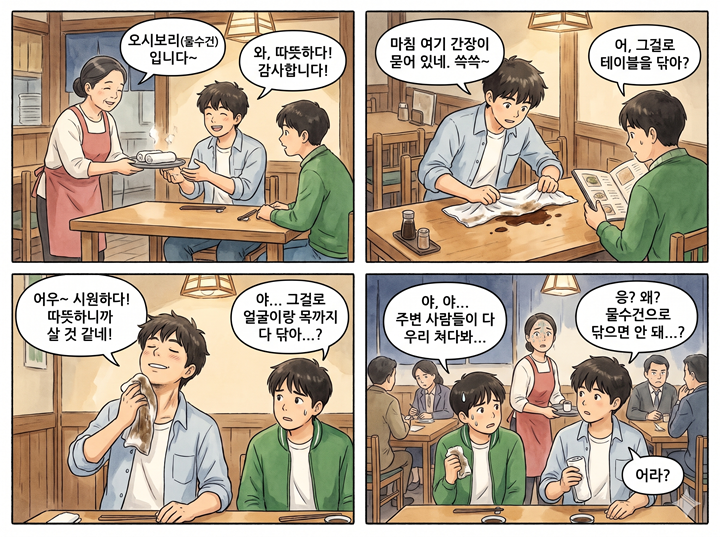 오시보리(물수건)
입니다~
와, 따뜻하다!
감사합니다!
마침 여기 간장이
묻어 있네. 쓱쓱~
어, 그걸로
테이블을 닦아?
어우~ 시원하다!
따뜻하니까
살 것 같네!
야... 그걸로
얼굴이랑 목까지
다 닦아...?
야, 야...
주변 사람들이 다
우리 쳐다봐...
응? 왜?
물수건으로
닦으면 안 돼...?
어라?